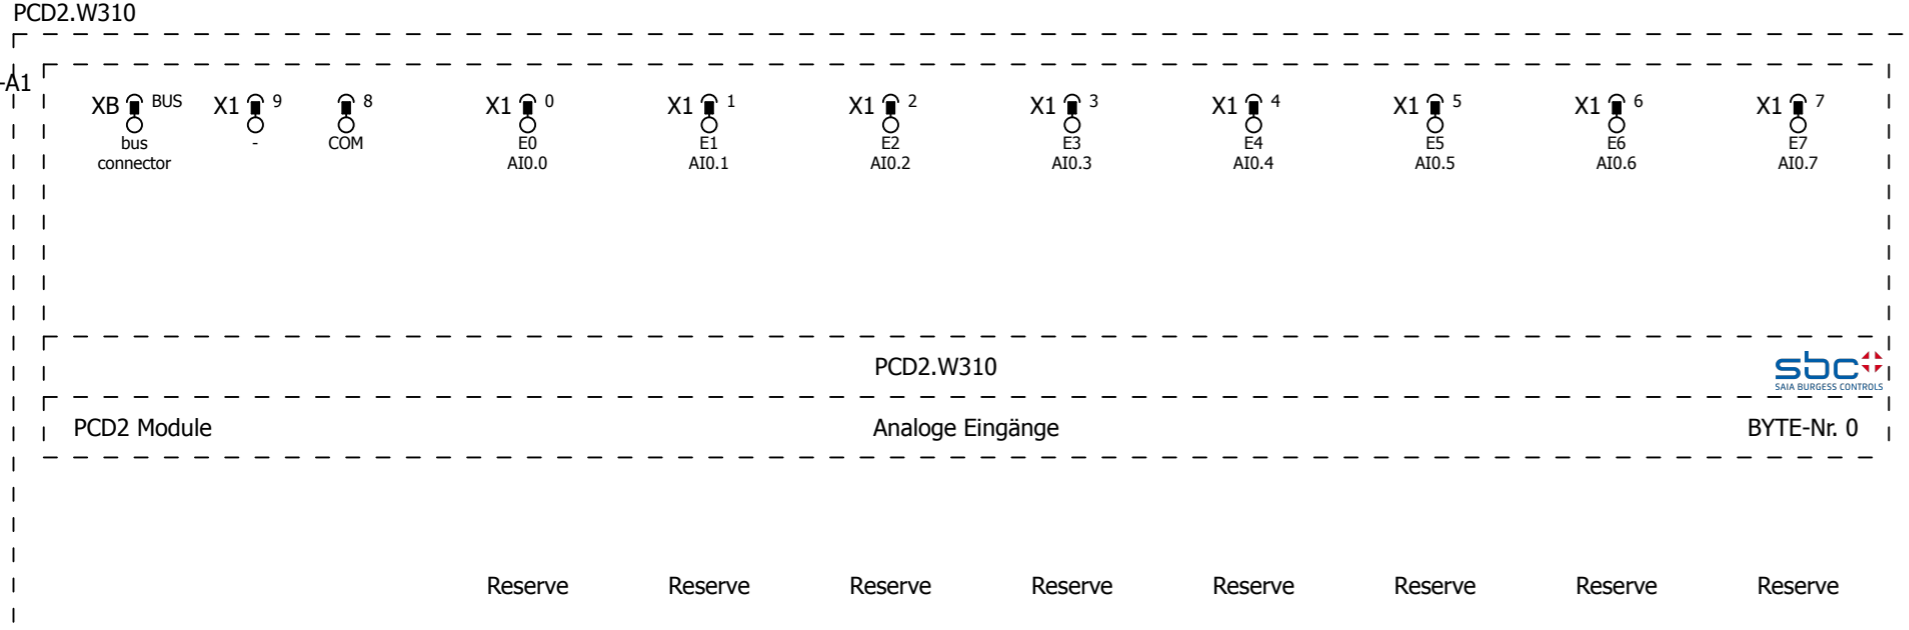 PCD2.W310
-A1
XB BUS X1 9 8 X1 0 X1 1 X1 2 X1 3 X1 4 X1 5 X1 6 X1 7
bus - COM E0 E1 E2 E3 E4 E5 E6 E7
connector AI0.0 AI0.1 AI0.2 AI0.3 AI0.4 AI0.5 AI0.6 AI0.7
PCD2.W310
sbc
SAIA BURGESS CONTROLS
PCD2 Module Analoge Eingänge BYTE-Nr. 0
Reserve Reserve Reserve Reserve Reserve Reserve Reserve Reserve